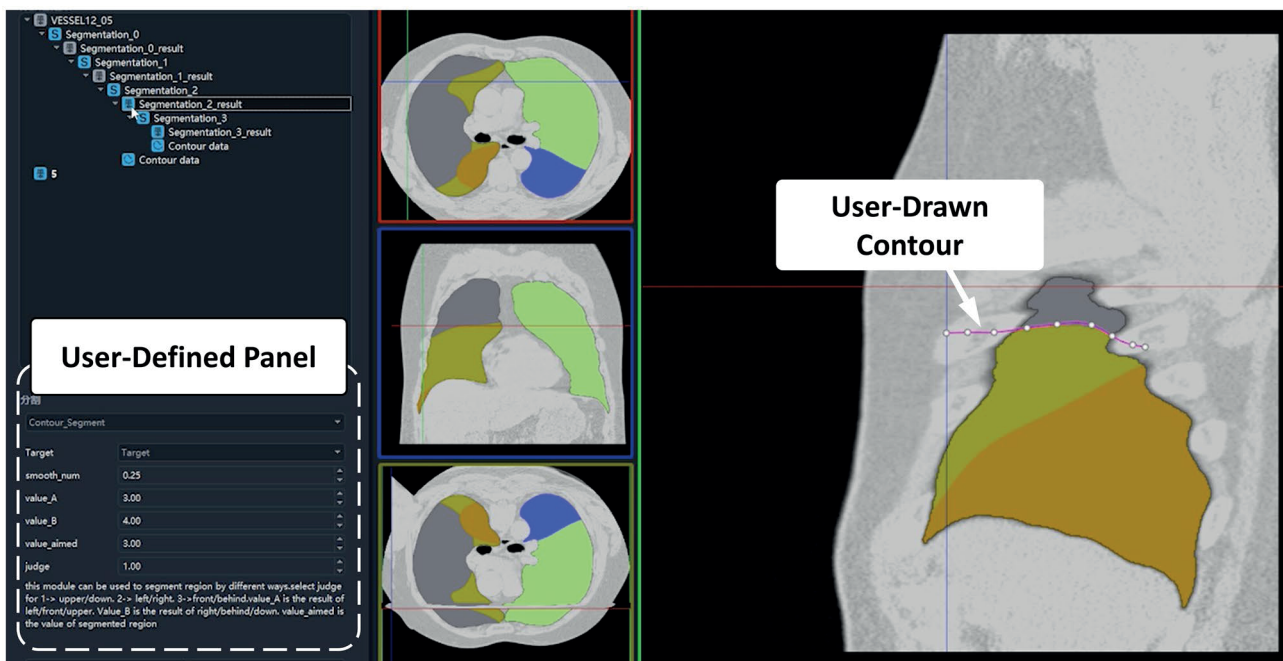 VESSEL12_05
Segmentation_0
Segmentation_0_result
Segmentation_1
Segmentation_1_result
Segmentation_2
Segmentation_2_result
Segmentation_3
Segmentation_3_result
Contour data
Contour data
5
User-Defined Panel
分割
Contour_Segment
Target Target
smooth_num 0.25
value_A 3.00
value_B 4.00
value_aimed 3.00
judge 1.00
this module can be used to segment region by different ways.select judge
for 1-> upper/down. 2-> left/right. 3->front/behind.value_A is the result of
left/front/upper. Value_B is the result of right/behind/down. value_aimed is
the value of segmented region
User-Drawn
Contour